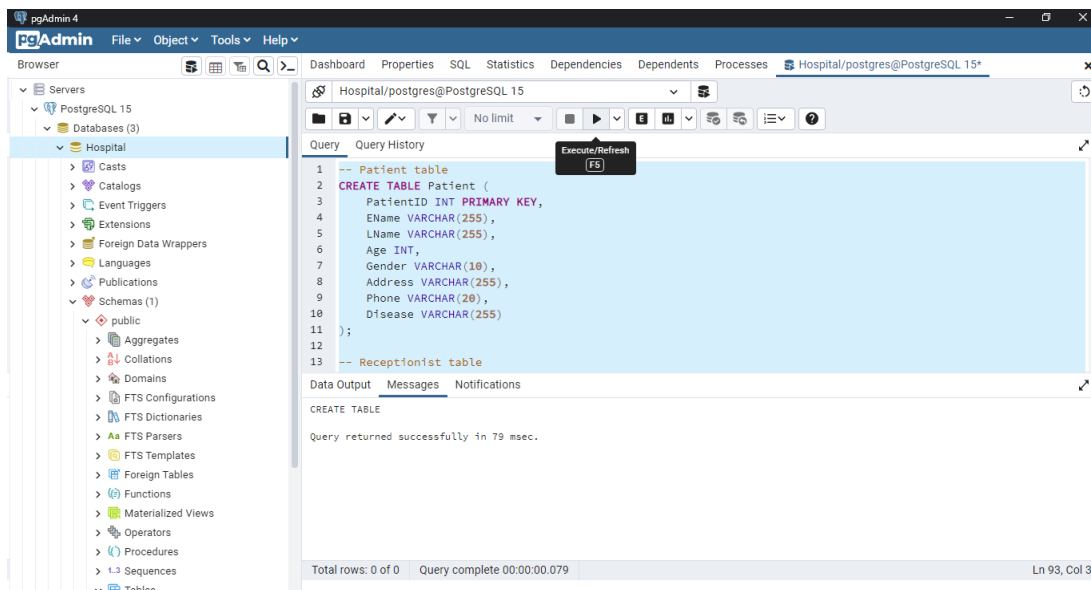 pgAdmin 4
pgAdmin File Object Tools Help
Browser
Dashboard Properties SQL Statistics Dependencies Dependents Processes Hospital/postgres@PostgreSQL 15*
Servers
PostgreSQL 15
Databases (3)
Hospital
Casts
Catalogs
Event Triggers
Extensions
Foreign Data Wrappers
Languages
Publications
Schemas (1)
public
Aggregates
Collations
Domains
FTS Configurations
FTS Dictionaries
FTS Parsers
FTS Templates
Foreign Tables
Functions
Materialized Views
Operators
Procedures
1..3 Sequences
Tables
Hospital/postgres@PostgreSQL 15
No limit
Execute/Refresh
F5
Query Query History
1 -- Patient table
2 CREATE TABLE Patient (
3 PatientID INT PRIMARY KEY,
4 EName VARCHAR(255),
5 LName VARCHAR(255),
6 Age INT,
7 Gender VARCHAR(10),
8 Address VARCHAR(255),
9 Phone VARCHAR(20),
10 Disease VARCHAR(255)
11 );
12
13 -- Receptionist table
Data Output Messages Notifications
CREATE TABLE
Query returned successfully in 79 msec.
Total rows: 0 of 0 Query complete 00:00:00.079 Ln 93, Col 3